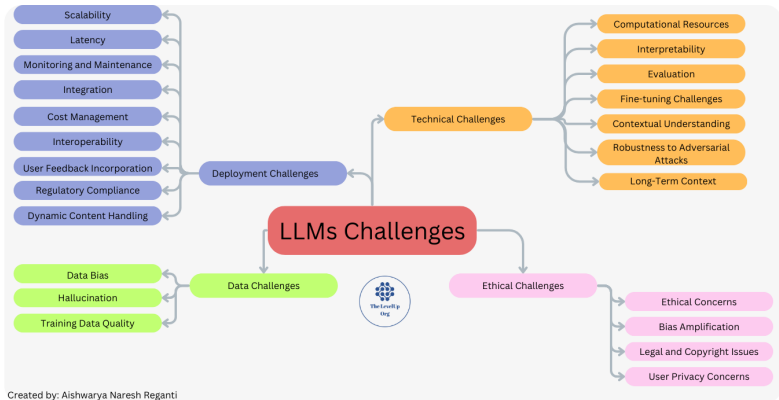 Scalability
Latency
Monitoring and Maintenance
Integration
Cost Management
Interoperability
User Feedback Incorporation
Regulatory Compliance
Dynamic Content Handling
Deployment Challenges
Computational Resources
Interpretability
Evaluation
Fine-tuning Challenges
Contextual Understanding
Robustness to Adversarial
Attacks
Long-Term Context
Technical Challenges
LLMs Challenges
Data Bias
Hallucination
Training Data Quality
Data Challenges
The LevelUp
Org
Ethical Challenges
Ethical Concerns
Bias Amplification
Legal and Copyright Issues
User Privacy Concerns
Created by: Aishwarya Naresh Reganti